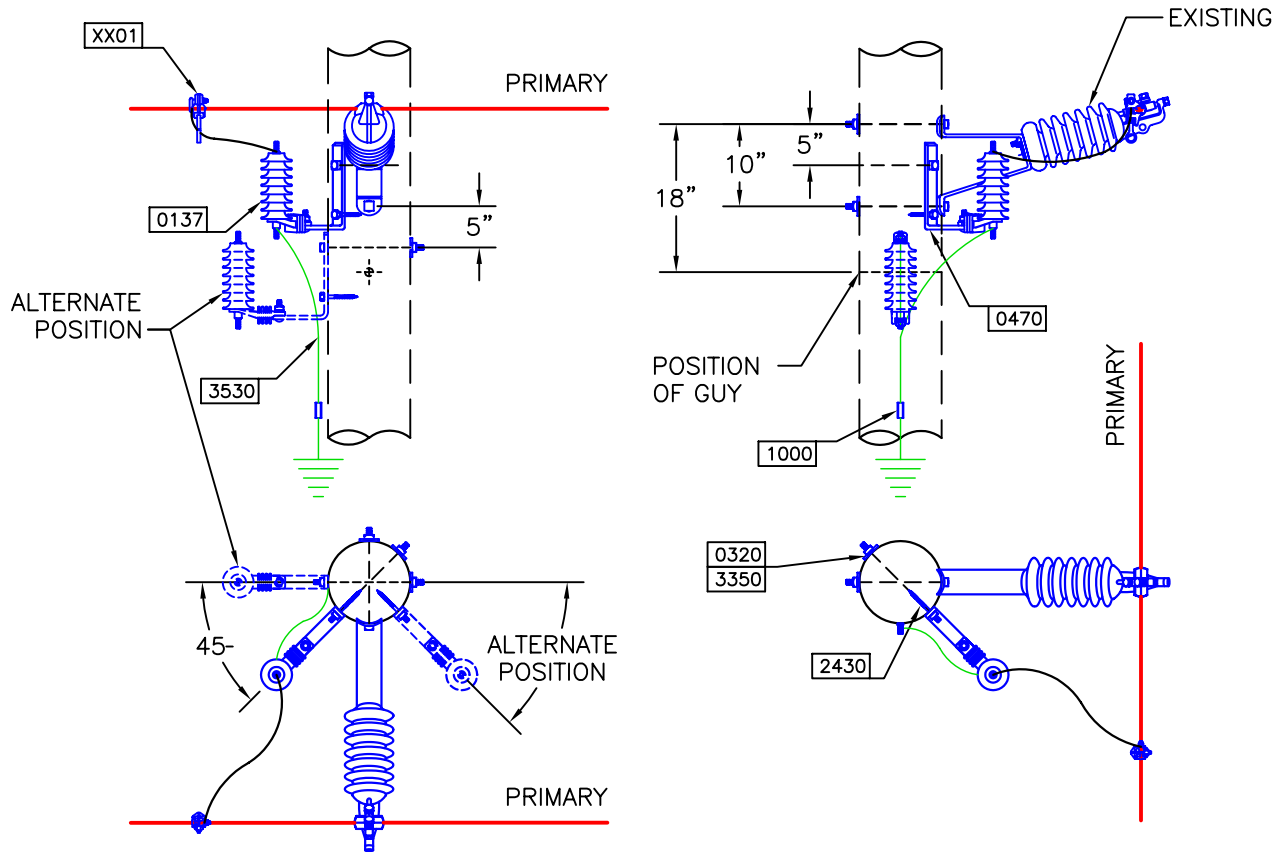 XX01
PRIMARY
0137
5”
ALTERNATE
POSITION
3530
EXISTING
5”
10”
18”
0470
POSITION
OF GUY
1000
PRIMARY
45-
ALTERNATE
POSITION
PRIMARY
0320
3350
2430